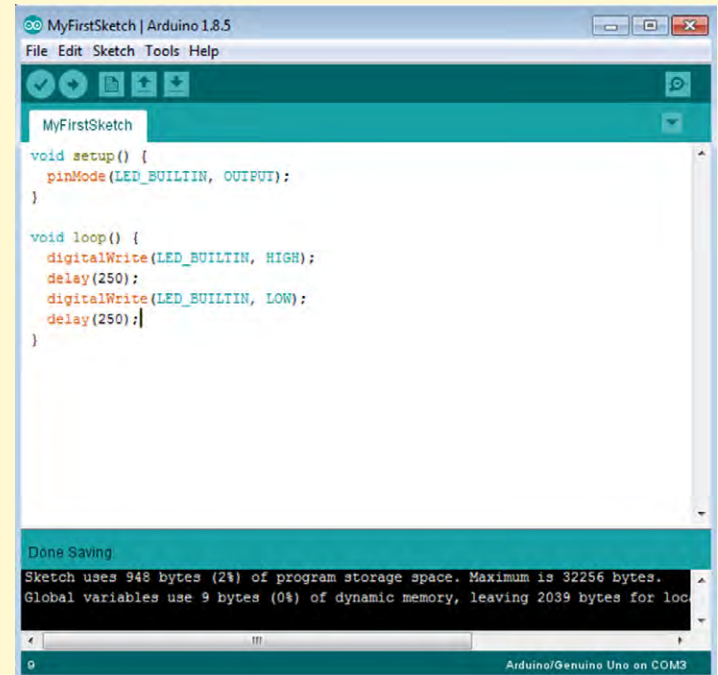 MyFirstSketch | Arduino 1.8.5
File Edit Sketch Tools Help
MyFirstSketch
void setup() {
  pinMode(LED_BUILTIN, OUTPUT);
}
void loop() {
  digitalWrite(LED_BUILTIN, HIGH);
  delay(250);
  digitalWrite(LED_BUILTIN, LOW);
  delay(250);
}
Done Saving
Sketch uses 948 bytes (2%) of program storage space. Maximum is 32256 bytes.
Global variables use 9 bytes (0%) of dynamic memory, leaving 2039 bytes for loc
9 Arduino/Genuino Uno on COM3